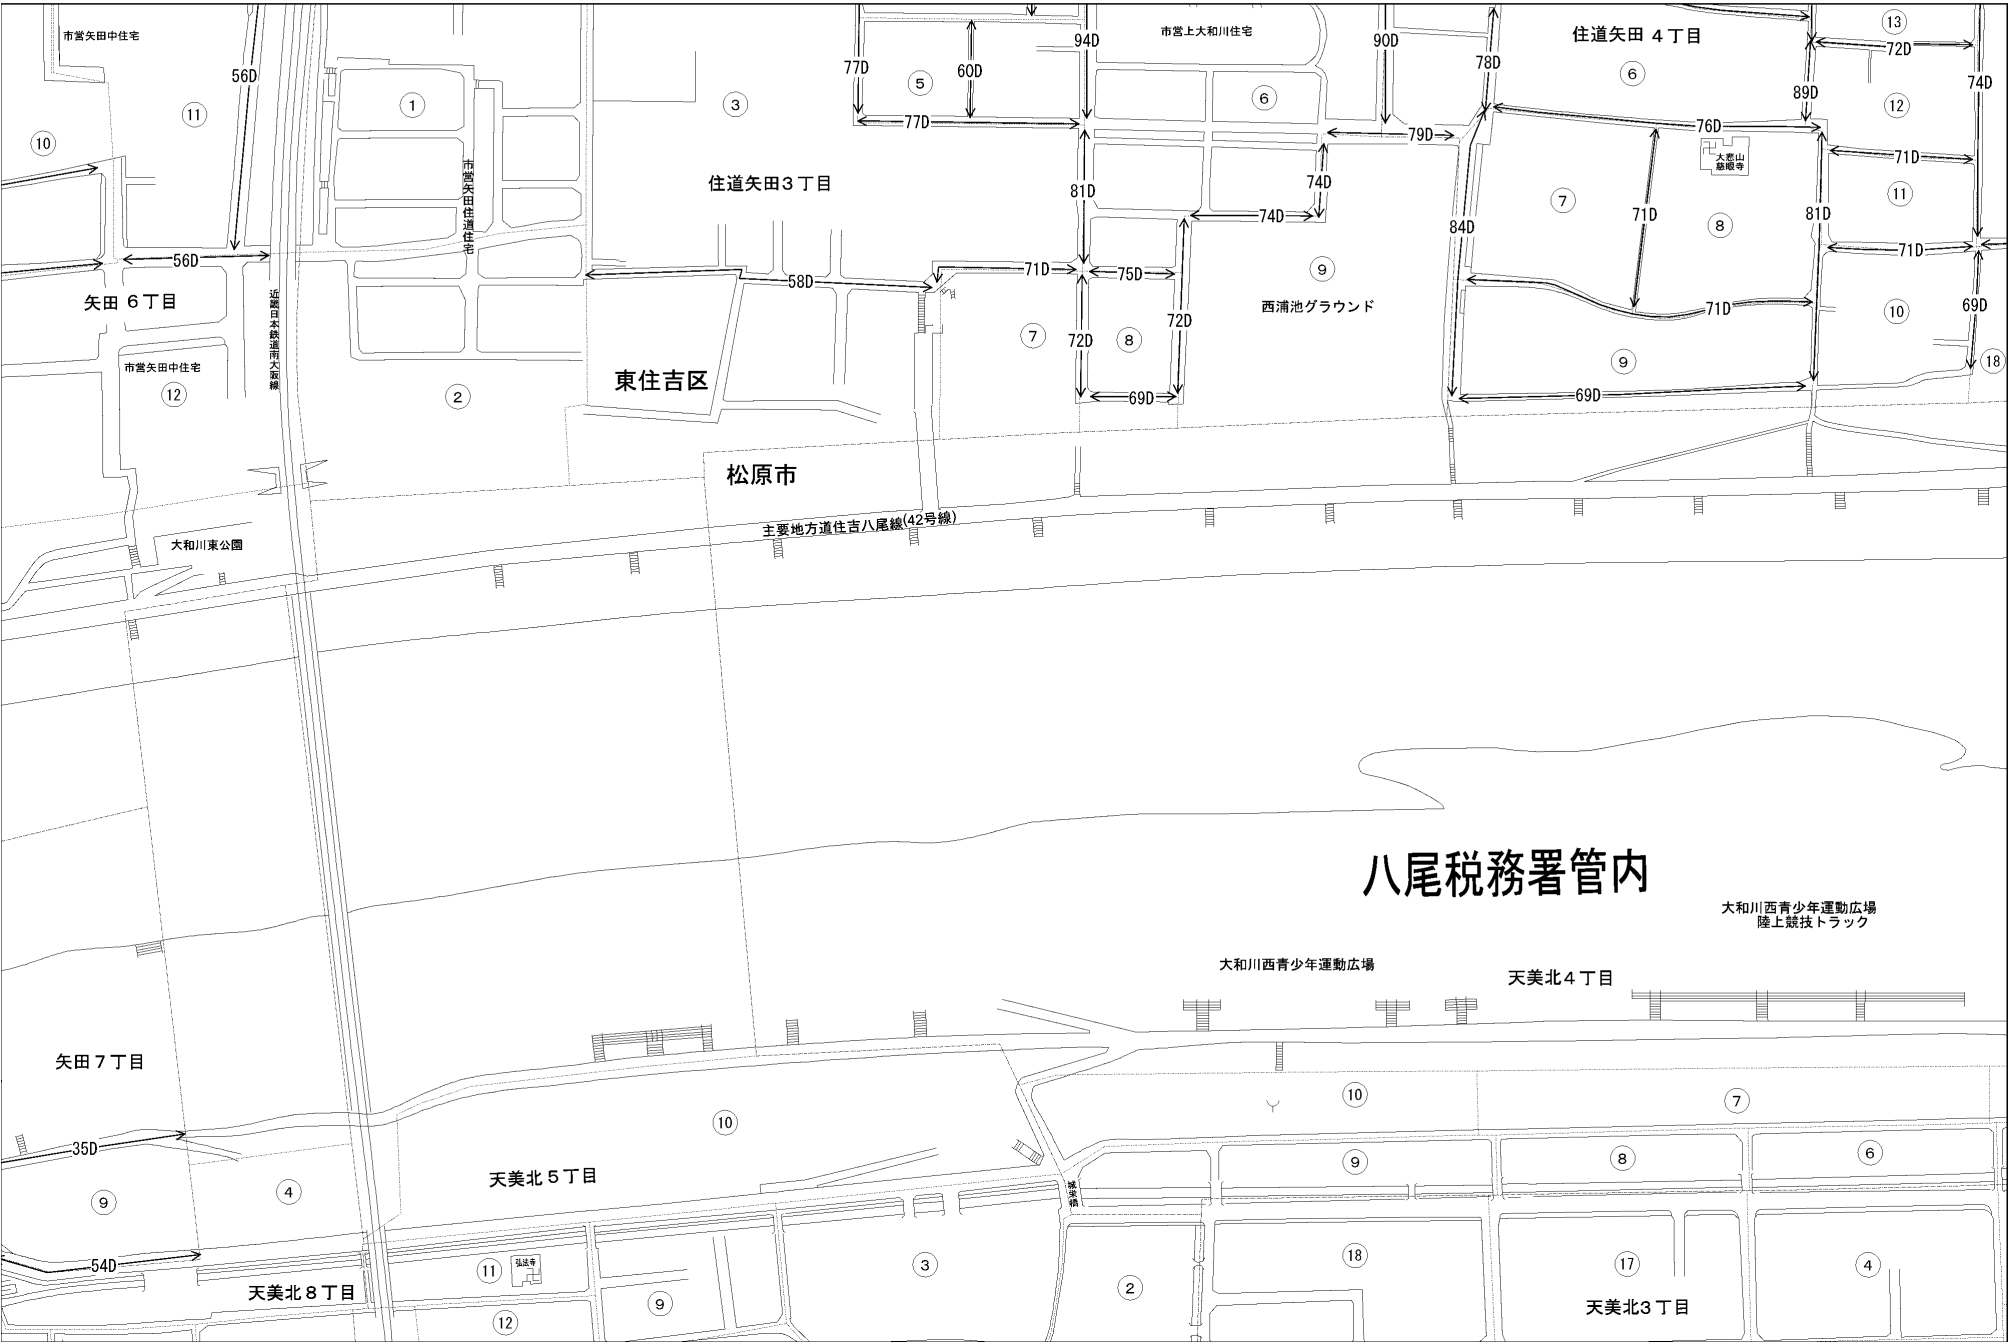 市営矢田中住宅
56D
⑪
⑩
①
③
77D
⑤
60D
94D
市営上大和川住宅
90D
78D
住道矢田 4丁目
⑥
⑬
72D
74D
89D
⑫
⑥
77D
79D
76D
大悲山
慈眼寺
71D
⑪
市営矢田住道住宅
住道矢田3丁目
81D
74D
74D
84D
⑦
71D
⑧
81D
71D
56D
矢田 6丁目
近畿日本鉄道南大阪線
58D
71D
75D
⑨
西浦池グラウンド
72D
⑦
72D
⑧
71D
69D
⑩
⑨
⑱
市営矢田中住宅
⑫
②
東住吉区
69D
69D
松原市
主要地方道住吉八尾線(42号線)
大和川東公園
八尾税務署管内
大和川西青少年運動広場
陸上競技トラック
大和川西青少年運動広場
天美北4丁目
矢田7丁目
35D
⑨
④
54D
天美北5丁目
⑩
⑩
⑦
⑨
⑧
⑥
城栄橋
弘法寺
⑪
天美北8丁目
⑫
⑨
③
②
⑱
⑰
④
天美北3丁目